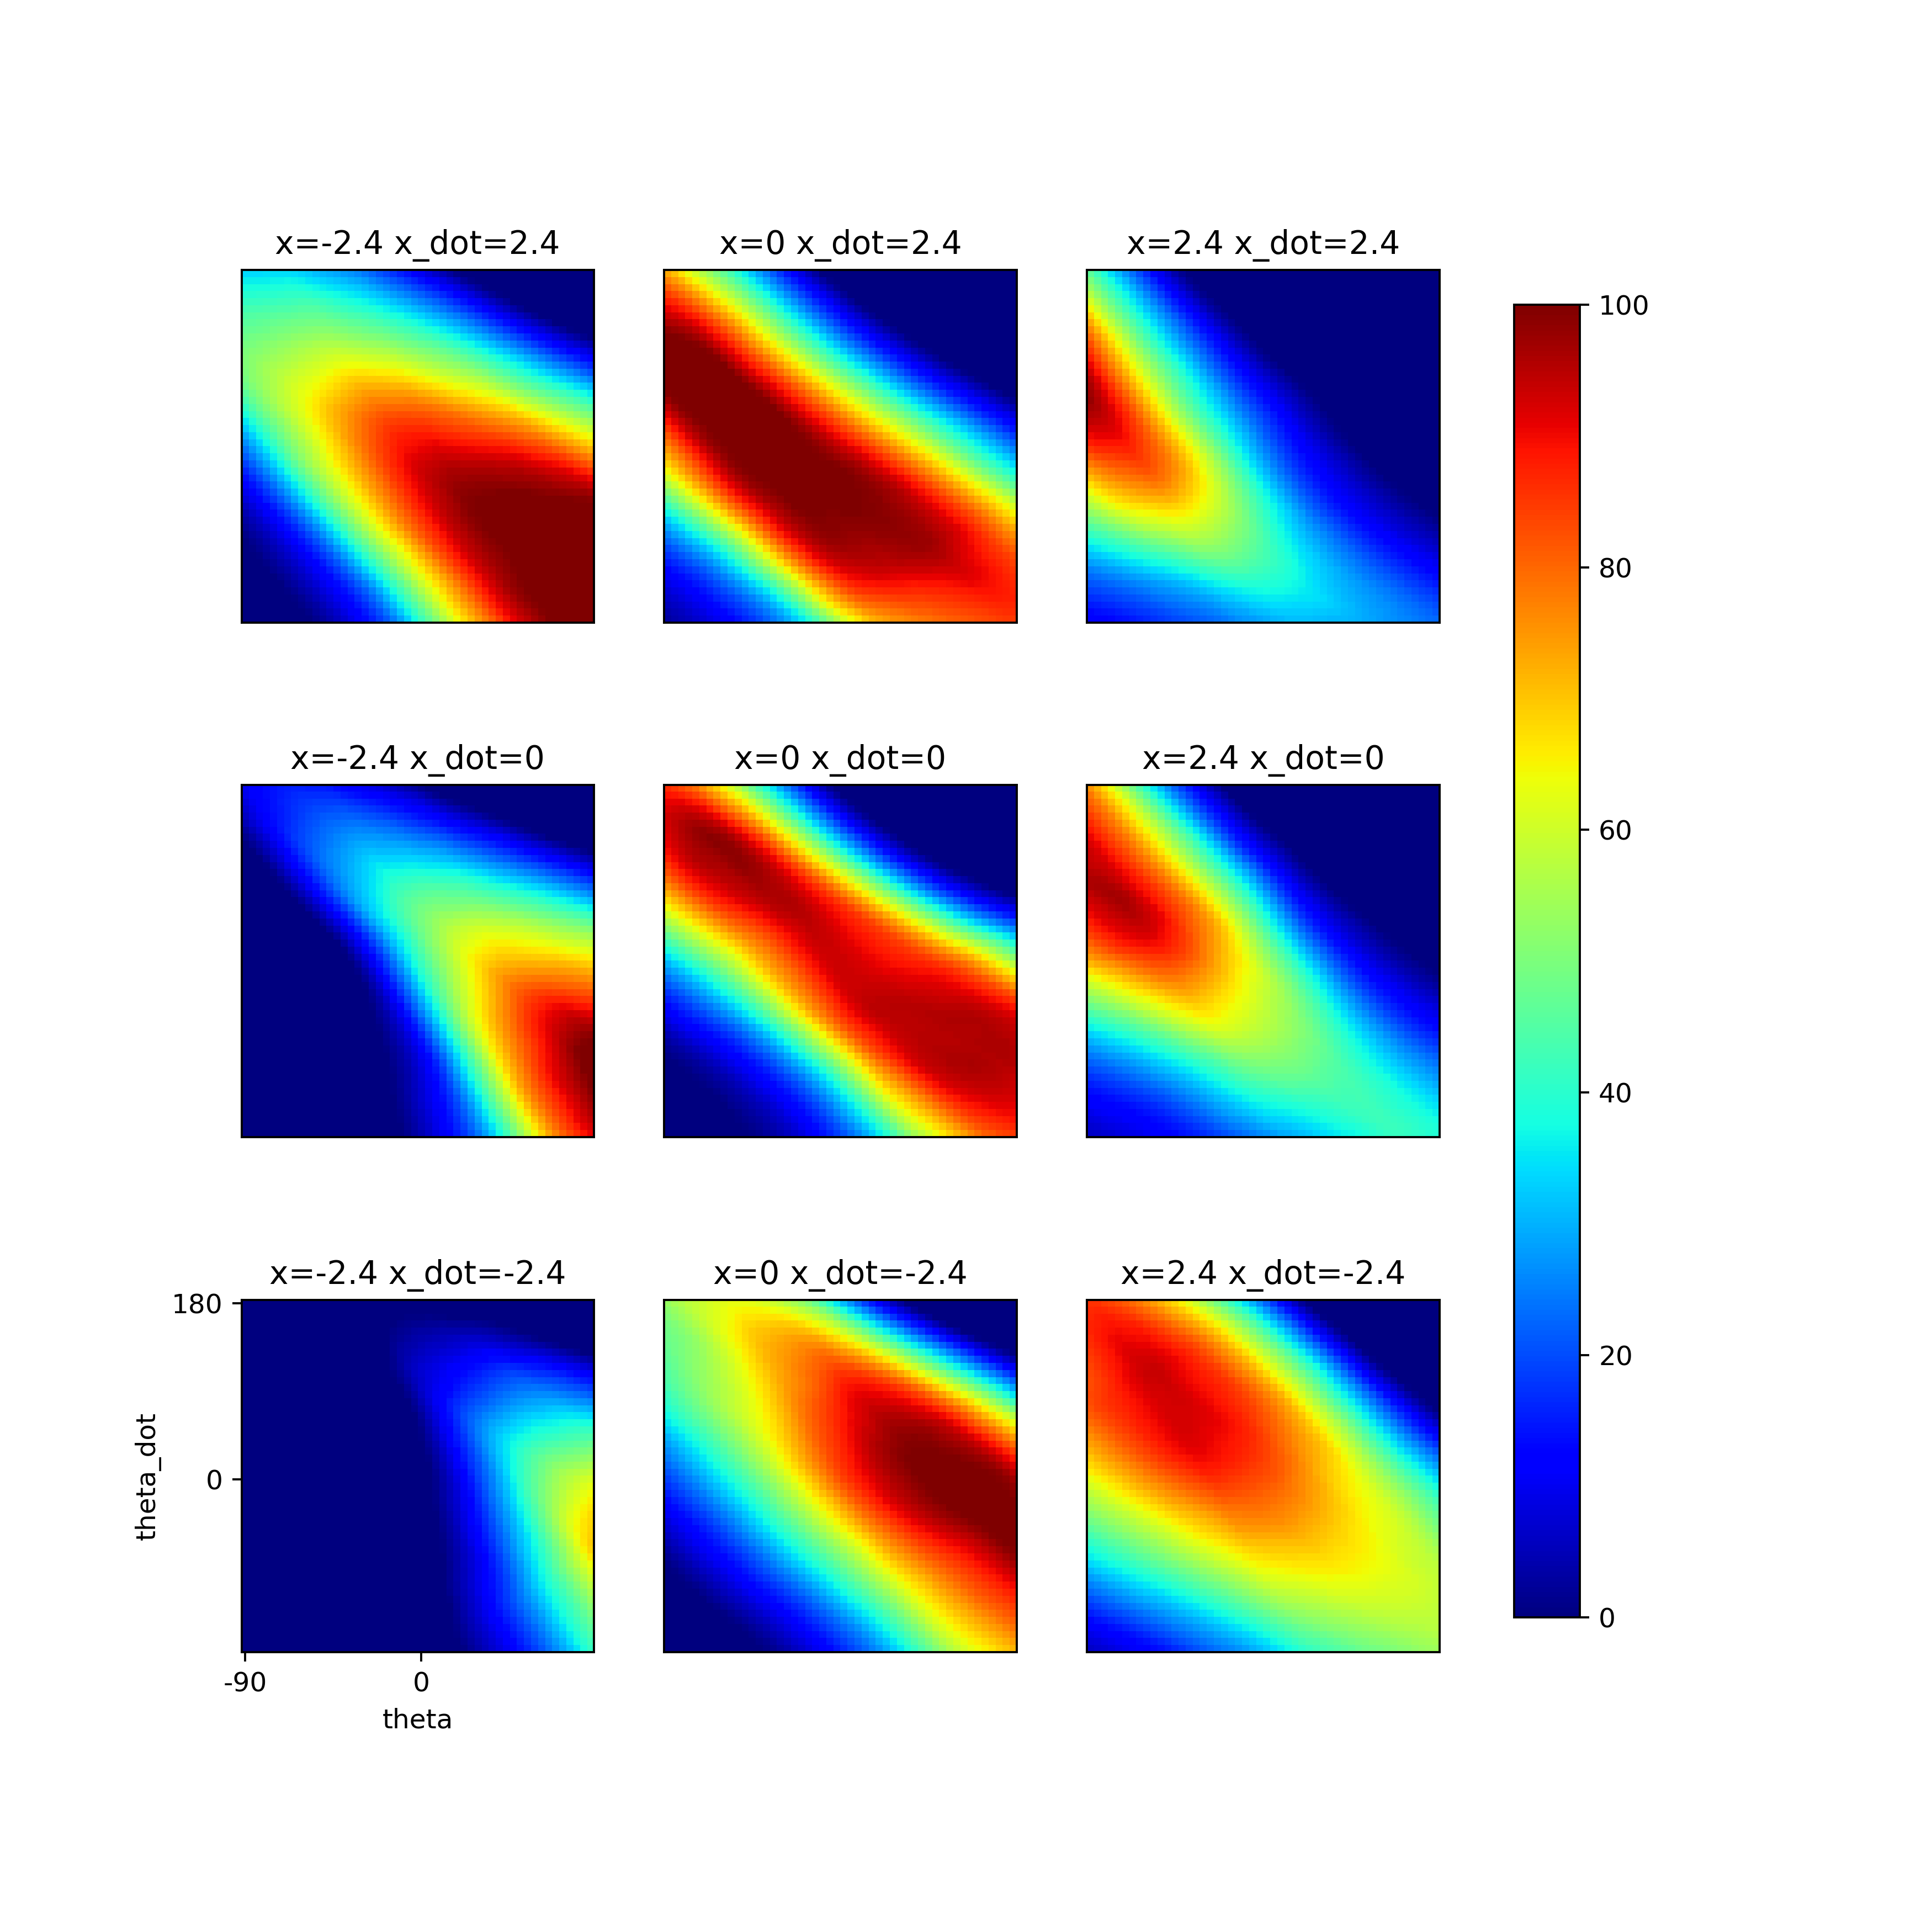 x=-2.4 x_dot=2.4
x=0 x_dot=2.4
x=2.4 x_dot=2.4
x=-2.4 x_dot=0
x=0 x_dot=0
x=2.4 x_dot=0
x=-2.4 x_dot=-2.4
x=0 x_dot=-2.4
x=2.4 x_dot=-2.4
180
0
theta_dot
-90
0
theta
100
80
60
40
20
0